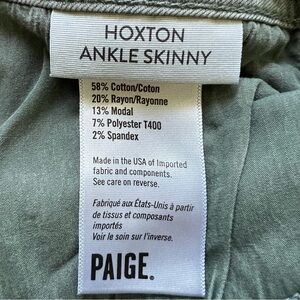 HOXTON
ANKLE SKINNY
58% Cotton/Coton
20% Rayon/Rayonne
13% Modal
7% Polyester T400
2% Spandex
Made in the USA of Imported
fabric and components.
See care on reverse.
Fabriqué aux États-Unis à partir
de tissus et composants
importés
Voir le soin sur l'inverse.
PAIGE.